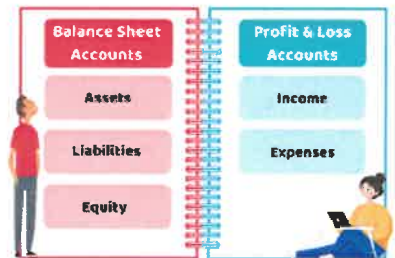 Balance Sheet
Accounts
Assets
Liabilities
Equity
Profit & Loss
Accounts
Income
Expenses